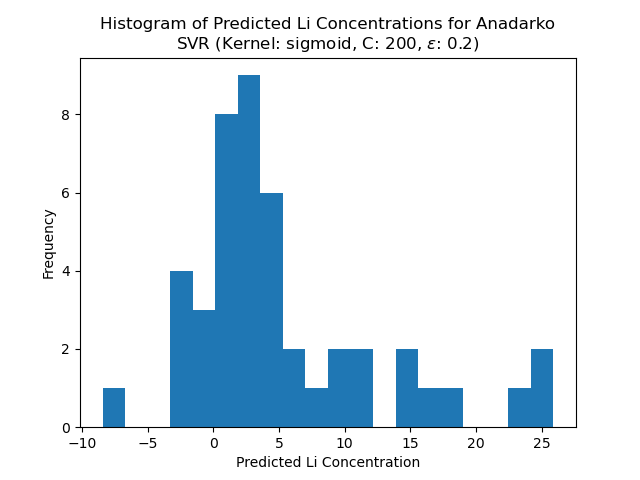 Histogram of Predicted Li Concentrations for Anadarko
SVR (Kernel: sigmoid, C: 200, ε: 0.2)
Frequency
8
6
4
2
0
−10 −5 0 5 10 15 20 25
Predicted Li Concentration